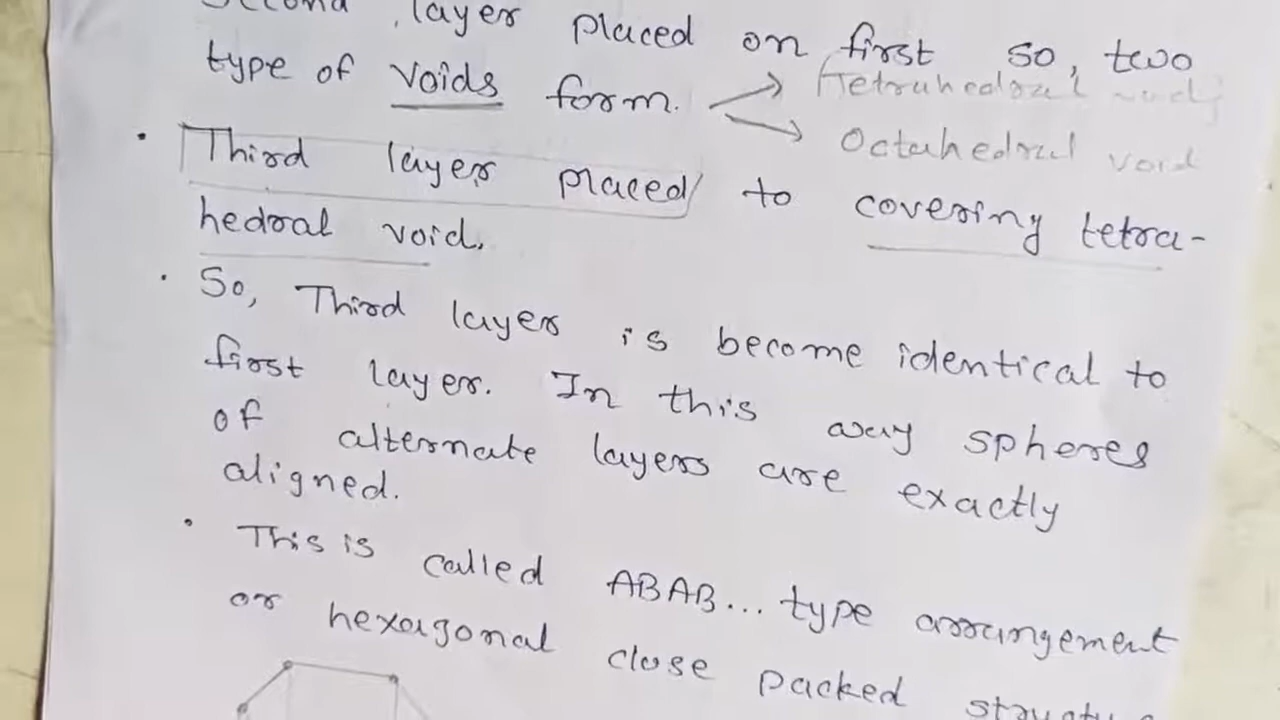 Second layer placed on first so, two
type of voids form. Tetrahedral void
Octahedral void
• Third layer placed to covering tetra-
hedral void.
• So, Third layer is become identical to
first layer. In this way spheres
of alternate layers are exactly
aligned.
• This is called ABAB... type arrangement
or hexagonal close packed